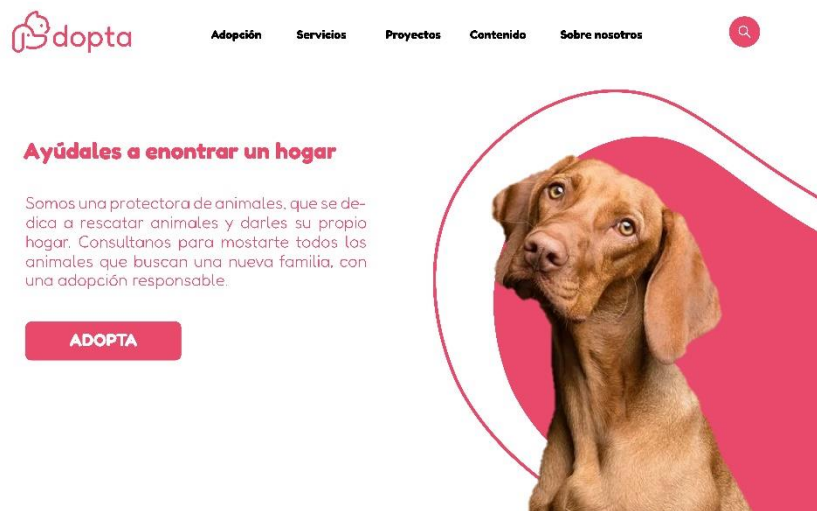 dopta
Adopción Servicios Proyectos Contenido Sobre nosotros
Ayúdales a enontrar un hogar
Somos una protectora de animales, que se de-
dica a rescatar animales y darles su propio
hogar. Consultanos para mostarte todos los
animales que buscan una nueva familia, con
una adopción responsable.
ADOPTA